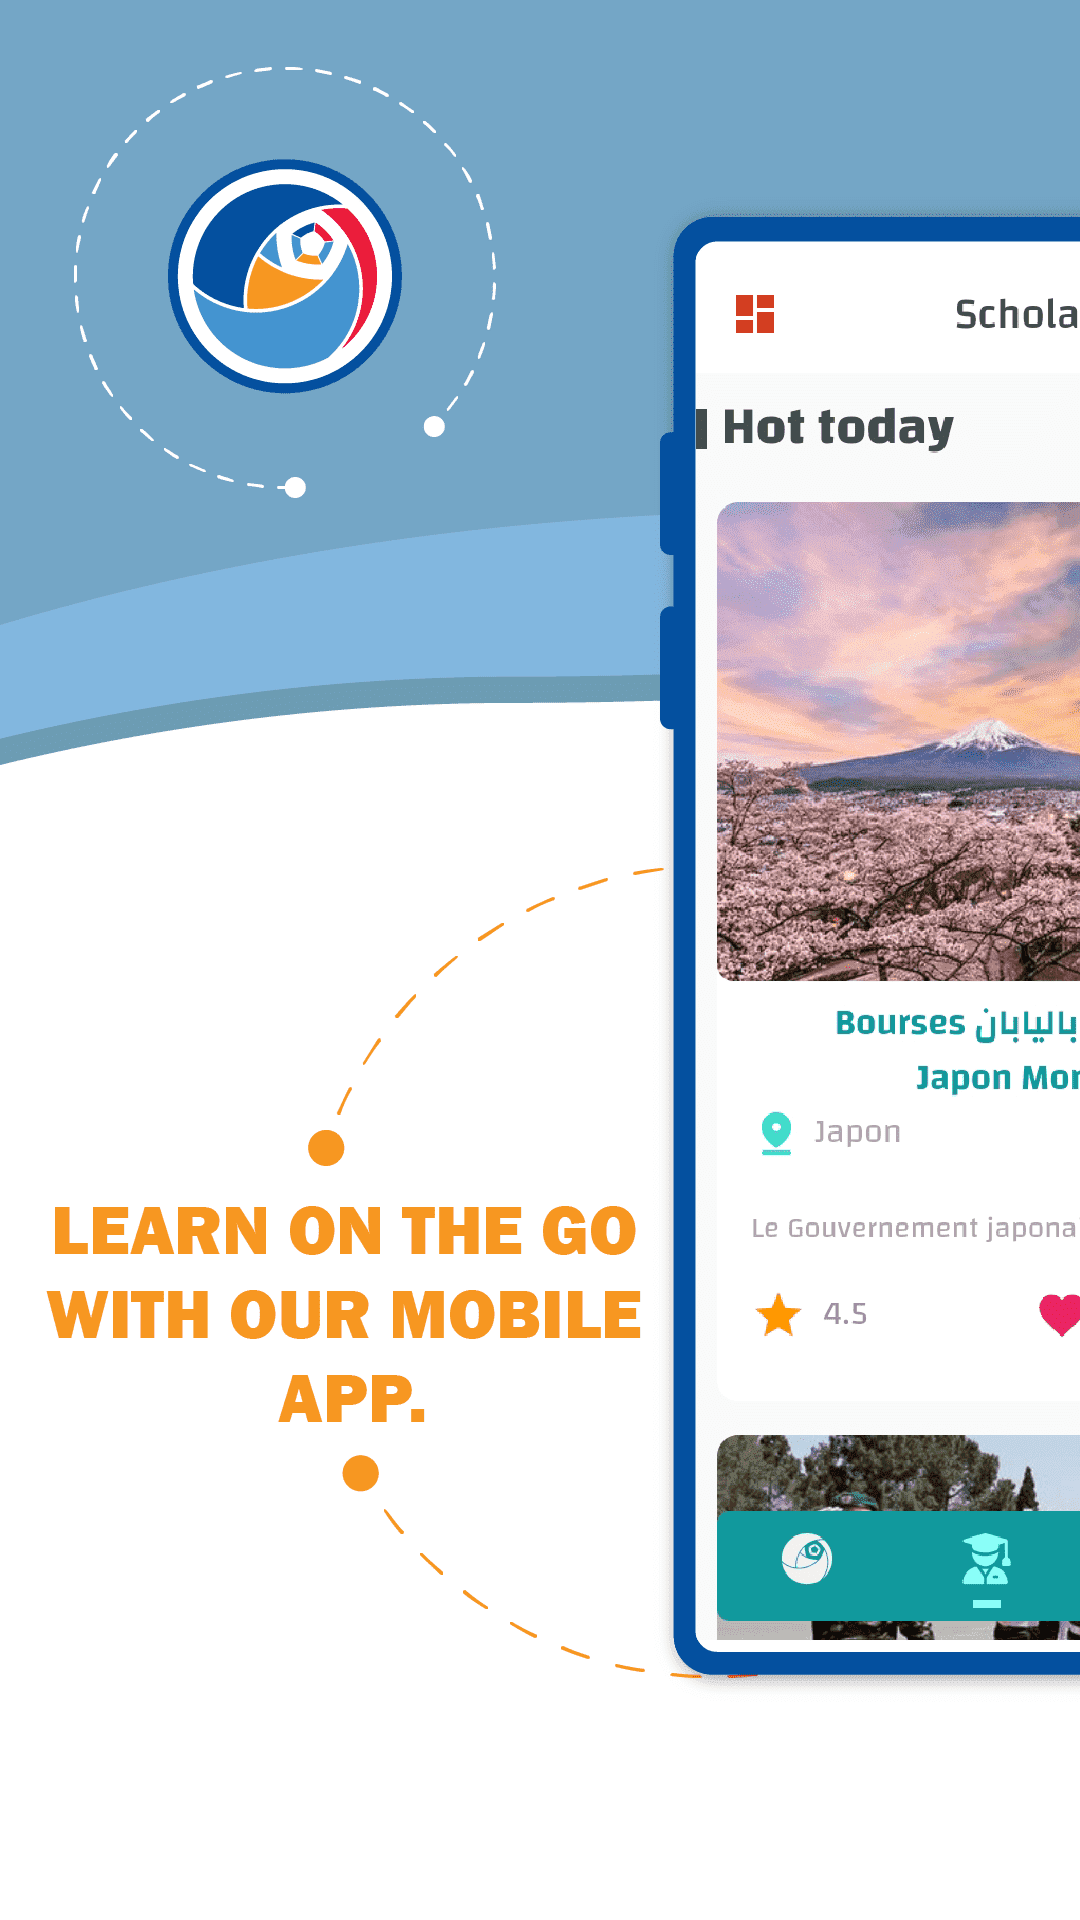 Schola
Hot today
Bourses باليابان
Japon Mor
Japon
Le Gouvernement japona
4.5
LEARN ON THE GO
WITH OUR MOBILE
APP.